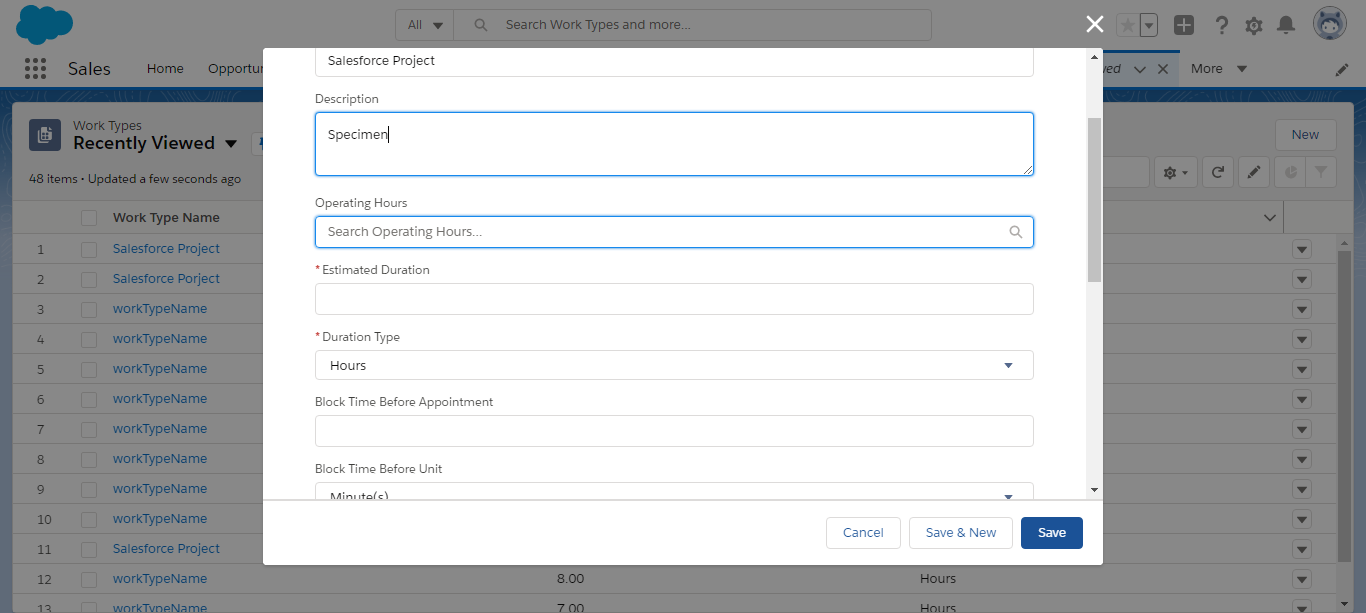 All
Search Work Types and more...
Sales
Home
Opportur
ved
More
Work Types
Recently Viewed
New
48 items • Updated a few seconds ago
Work Type Name
1 Salesforce Project
2 Salesforce Porject
3 workTypeName
4 workTypeName
5 workTypeName
6 workTypeName
7 workTypeName
8 workTypeName
9 workTypeName
10 workTypeName
11 Salesforce Project
12 workTypeName 8.00 Hours
13 workTypeName 7.00 Hours
Salesforce Project
Description
Specimen
Operating Hours
Search Operating Hours...
* Estimated Duration
* Duration Type
Hours
Block Time Before Appointment
Block Time Before Unit
Minute(s)
Cancel
Save & New
Save